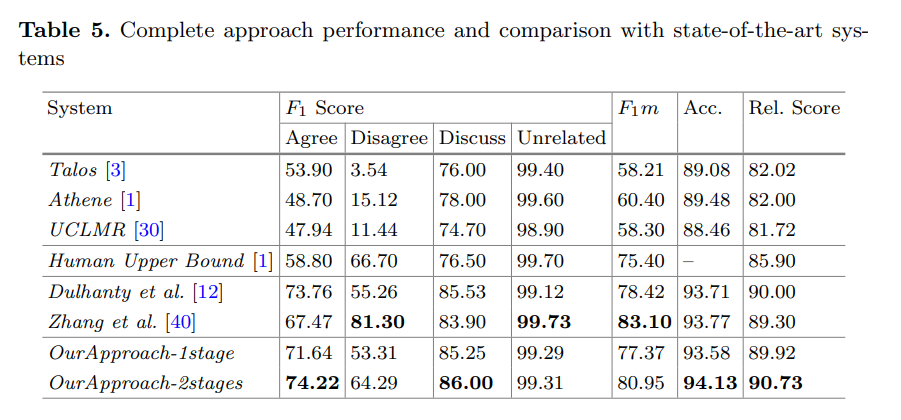 Table 5. Complete approach performance and comparison with state-of-the-art sys-
tems
System F1 Score F1m Acc. Rel. Score
Agree Disagree Discuss Unrelated
Talos [3] 53.90 3.54 76.00 99.40 58.21 89.08 82.02
Athene [1] 48.70 15.12 78.00 99.60 60.40 89.48 82.00
UCLMR [30] 47.94 11.44 74.70 98.90 58.30 88.46 81.72
Human Upper Bound [1] 58.80 66.70 76.50 99.70 75.40 – 85.90
Dulhanty et al. [12] 73.76 55.26 85.53 99.12 78.42 93.71 90.00
Zhang et al. [40] 67.47 81.30 83.90 99.73 83.10 93.77 89.30
OurApproach-1stage 71.64 53.31 85.25 99.29 77.37 93.58 89.92
OurApproach-2stages 74.22 64.29 86.00 99.31 80.95 94.13 90.73